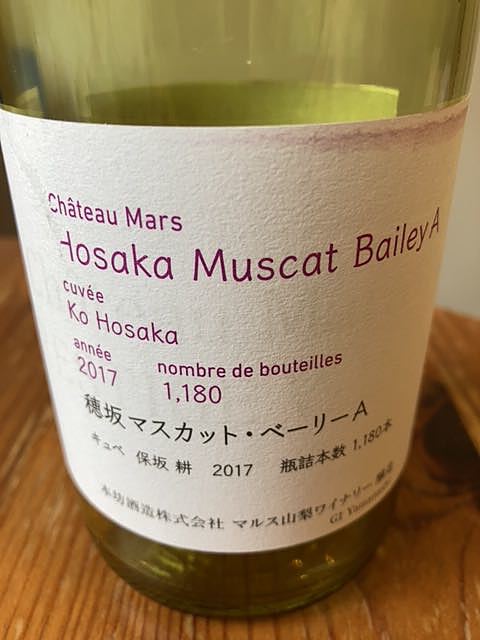 Château Mars
Hosaka Muscat Bailey A
cuvée
Ko Hosaka
année
2017
nombre de bouteilles
1,180
穂坂マスカット・ベーリーA
キュベ 保坂 耕 2017 瓶詰本数 1,180本
本坊酒造株式会社 マルス山梨ワイナリー 醸造
GI Yamanashi